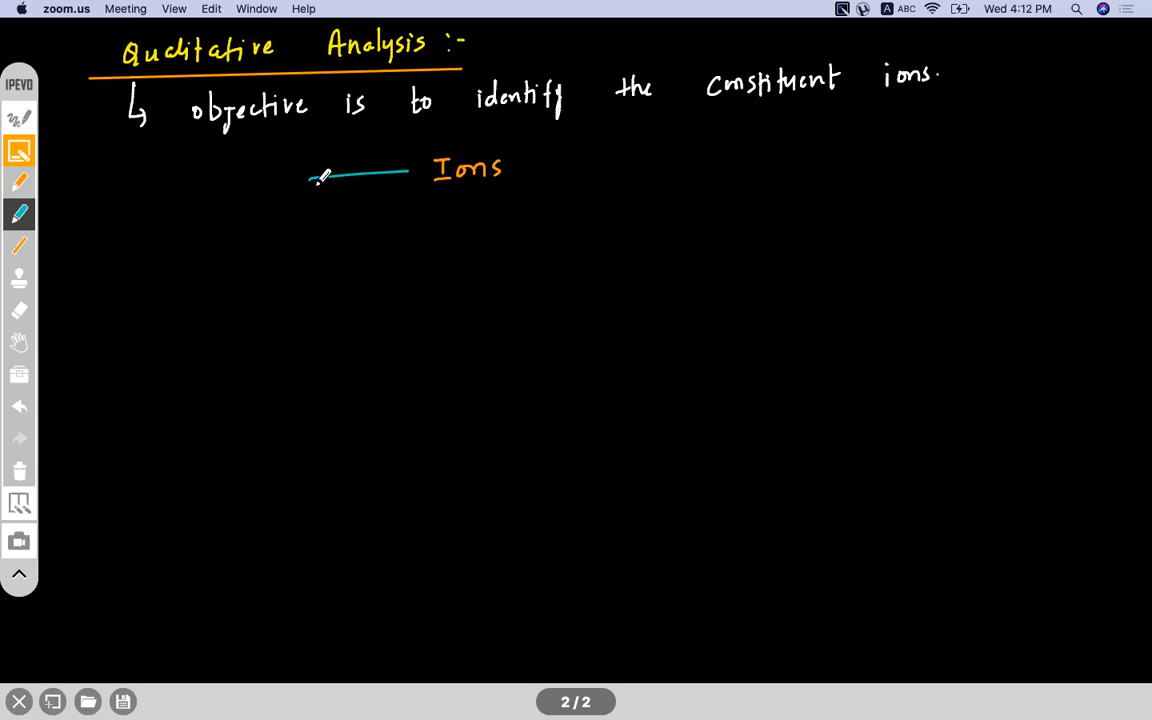 zoom.us Meeting View Edit Window Help A ABC Wed 4:12 PM
Qualitative Analysis :-
↳ objective is to identify the constituent ions.
Ions
IPEVO
2/2